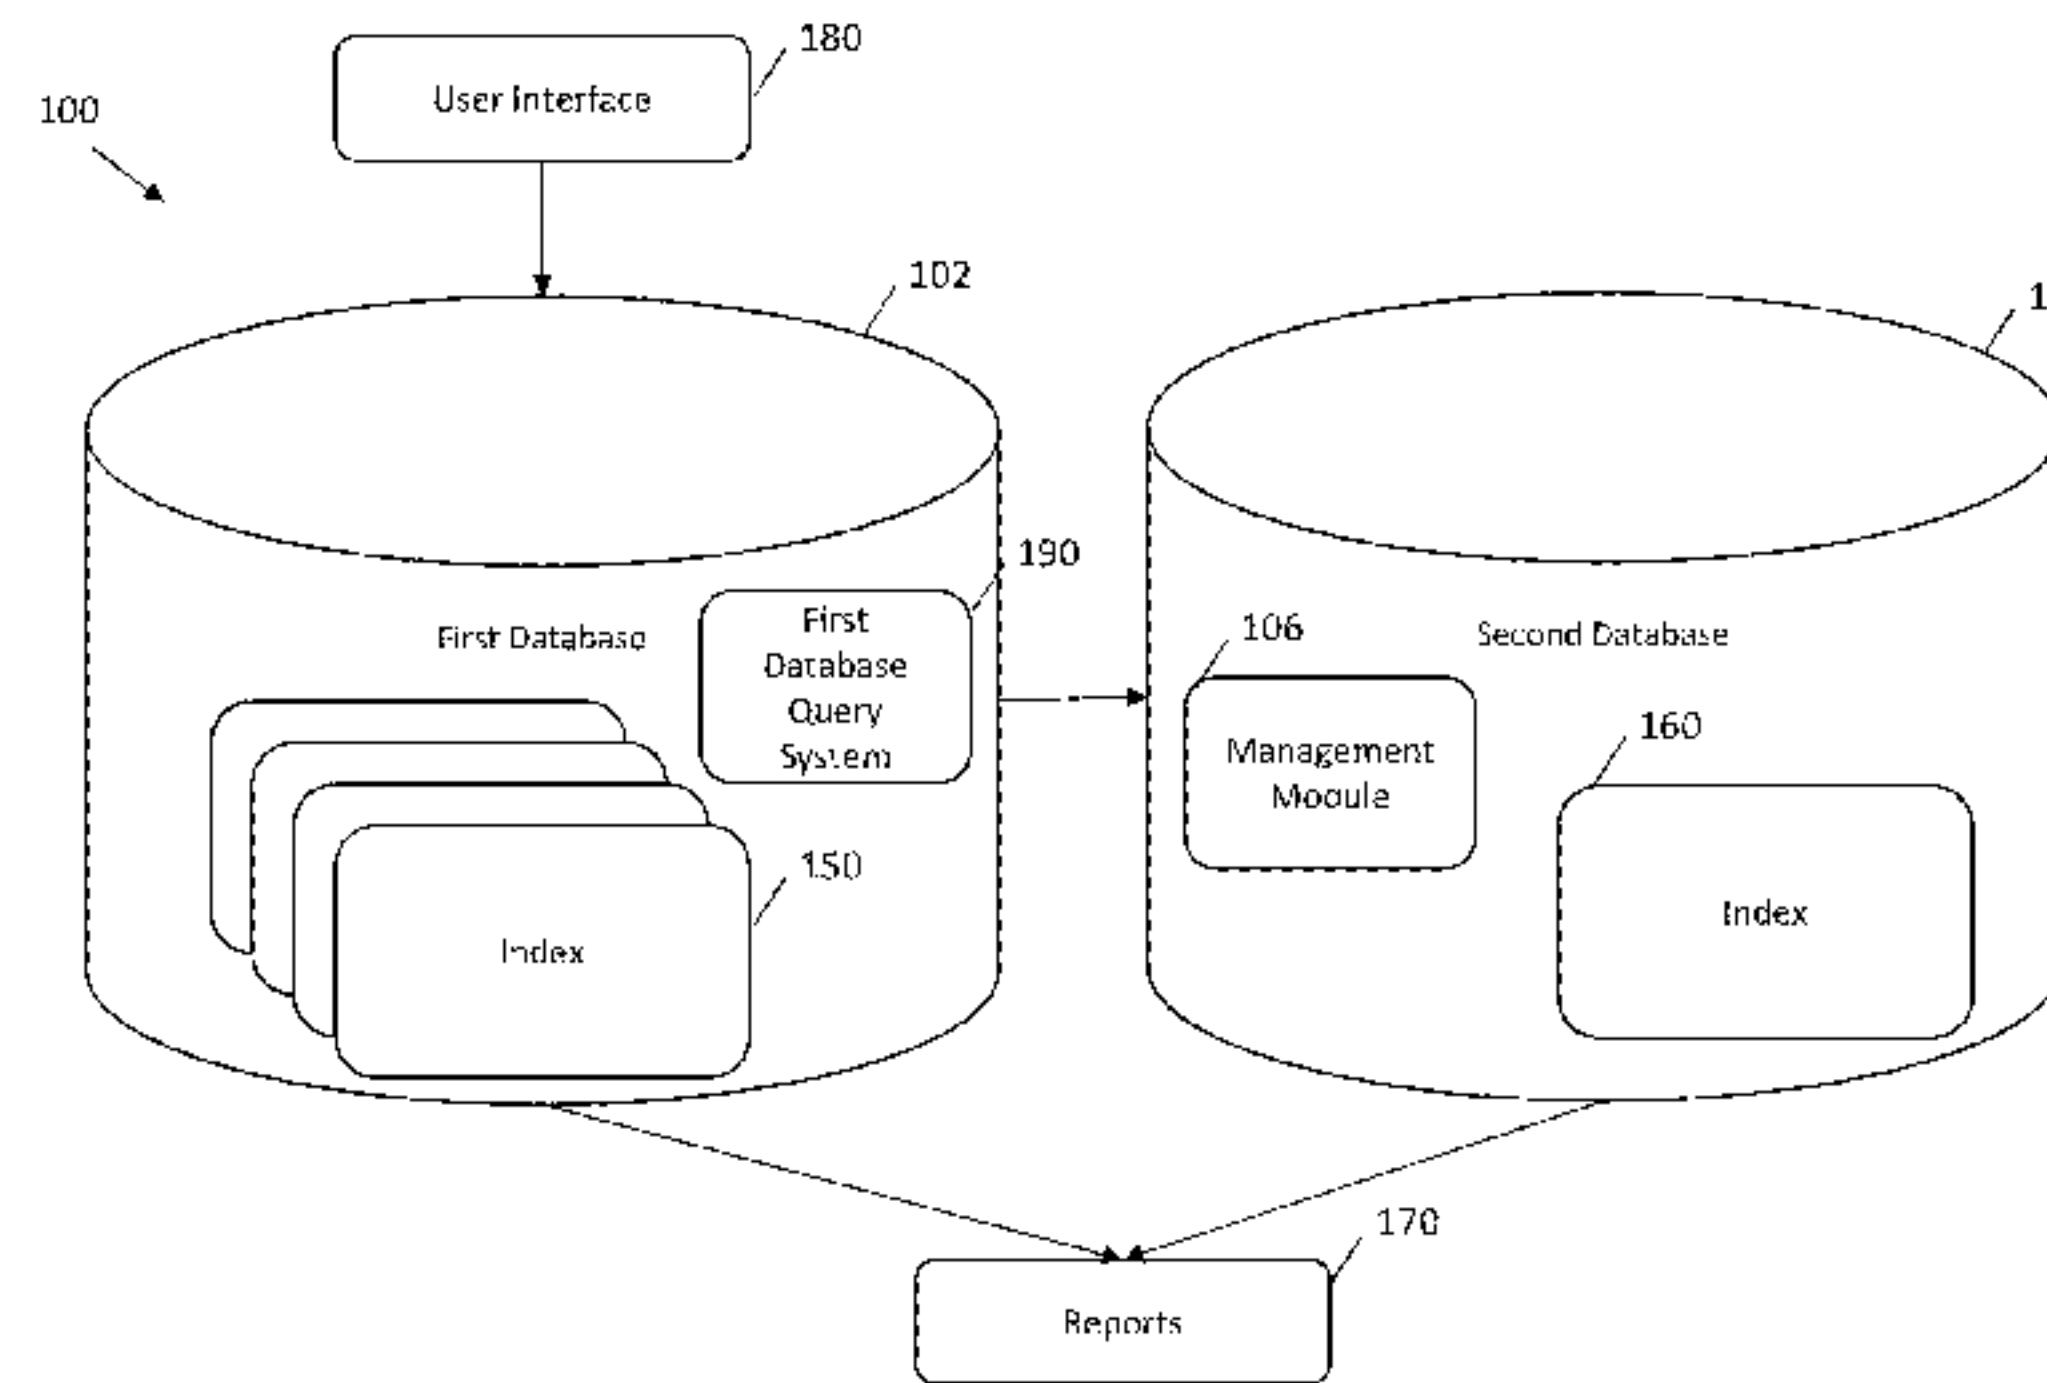 180
User Interface
100
102
190
First
Database
Query
System
First Database
106
Second Database
Management
Module
160
150
Index
Index
170
Reports